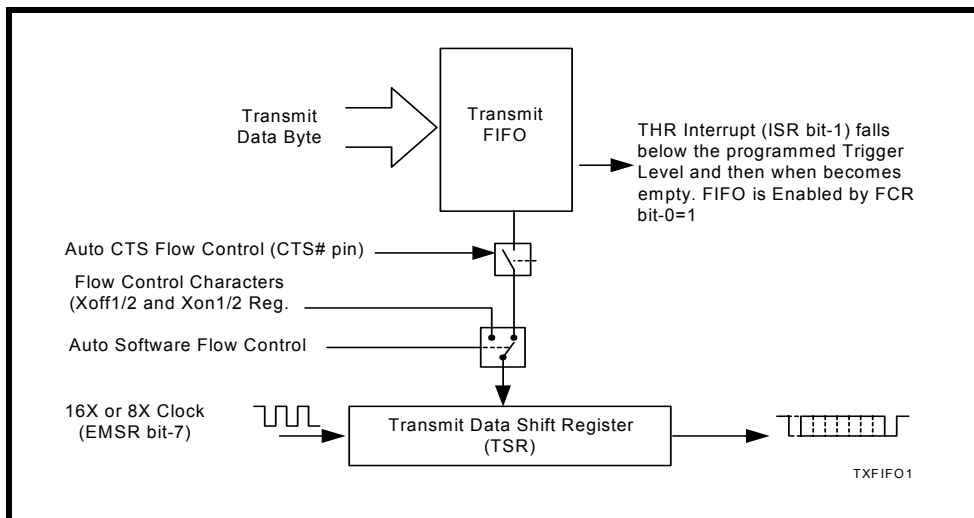 Transmit
Data Byte
Transmit
FIFO
THR Interrupt (ISR bit-1) falls
below the programmed Trigger
Level and then when becomes
empty. FIFO is Enabled by FCR
bit-0=1
Auto CTS Flow Control (CTS# pin)
Flow Control Characters
(Xoff1/2 and Xon1/2 Reg.
Auto Software Flow Control
16X or 8X Clock
(EMSR bit-7)
Transmit Data Shift Register
(TSR)
TXFIFO1